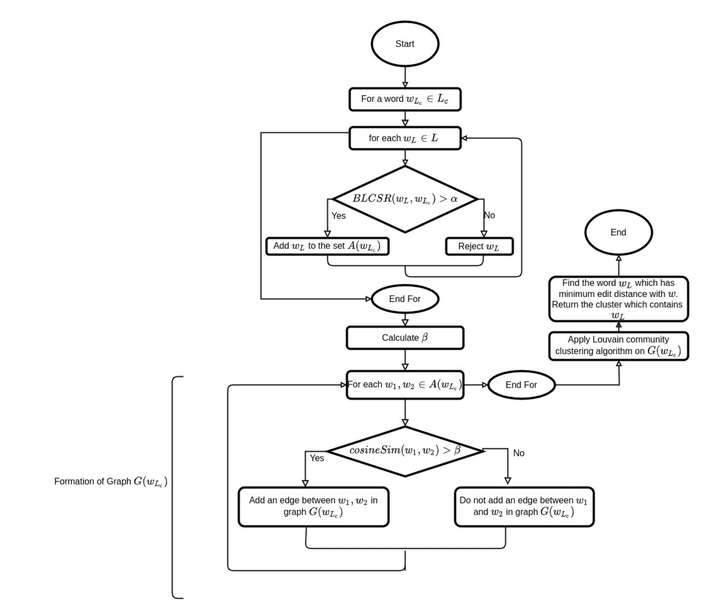 Start
For a word $w_{L_c} \in L_c$
for each $w_L \in L$
$BLCSR(w_L, w_{L_c}) > \alpha$
Yes
No
Add $w_L$ to the set $A(w_{L_c})$
Reject $w_L$
End For
Calculate $\beta$
For each $w_1, w_2 \in A(w_{L_c})$
End For
Apply Louvain community
clustering algorithm on $G(w_{L_c})$
Find the word $w_L$ which has
minimum edit distance with $w$.
Return the cluster which contains
$w_L$
End
$cosineSim(w_1, w_2) > \beta$
Yes
No
Add an edge between $w_1, w_2$ in
graph $G(w_{L_c})$
Do not add an edge between $w_1$
and $w_2$ in graph $G(w_{L_c})$
Formation of Graph $G(w_{L_c})$